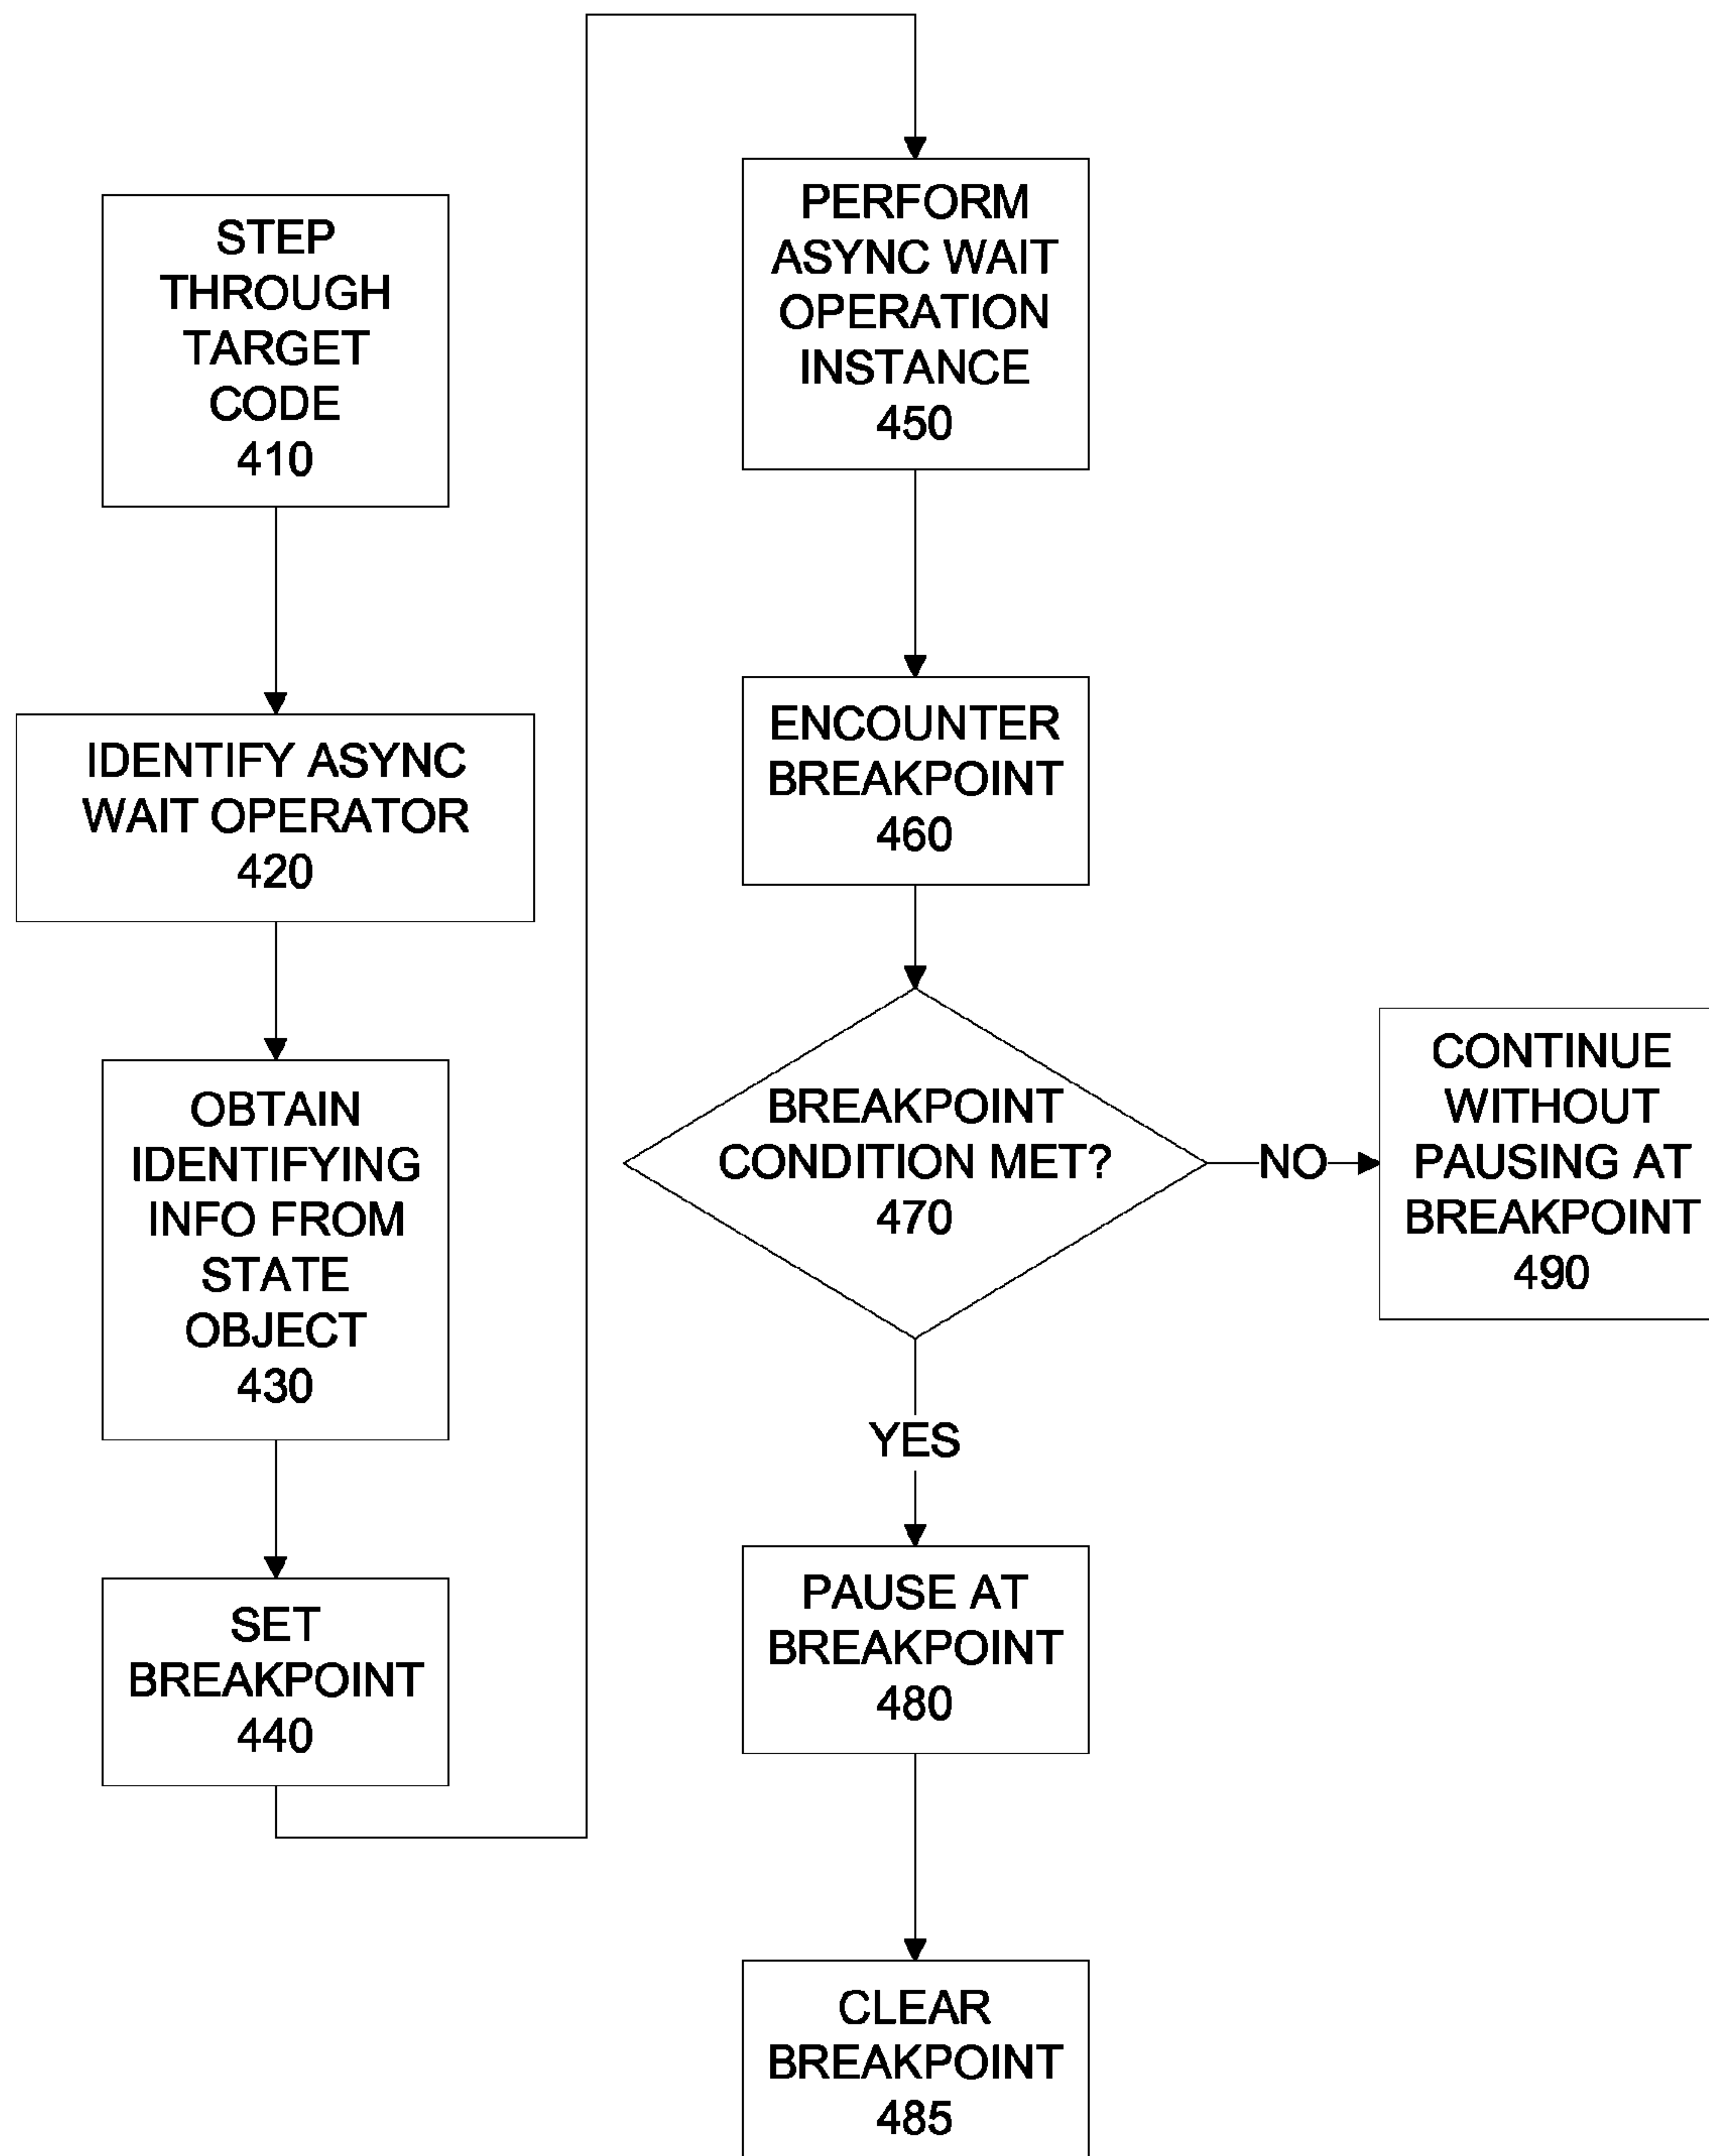 STEP
THROUGH
TARGET
CODE
410
IDENTIFY ASYNC
WAIT OPERATOR
420
OBTAIN
IDENTIFYING
INFO FROM
STATE
OBJECT
430
SET
BREAKPOINT
440
PERFORM
ASYNC WAIT
OPERATION
INSTANCE
450
ENCOUNTER
BREAKPOINT
460
BREAKPOINT
CONDITION MET?
470
NO
CONTINUE
WITHOUT
PAUSING AT
BREAKPOINT
490
YES
PAUSE AT
BREAKPOINT
480
CLEAR
BREAKPOINT
485